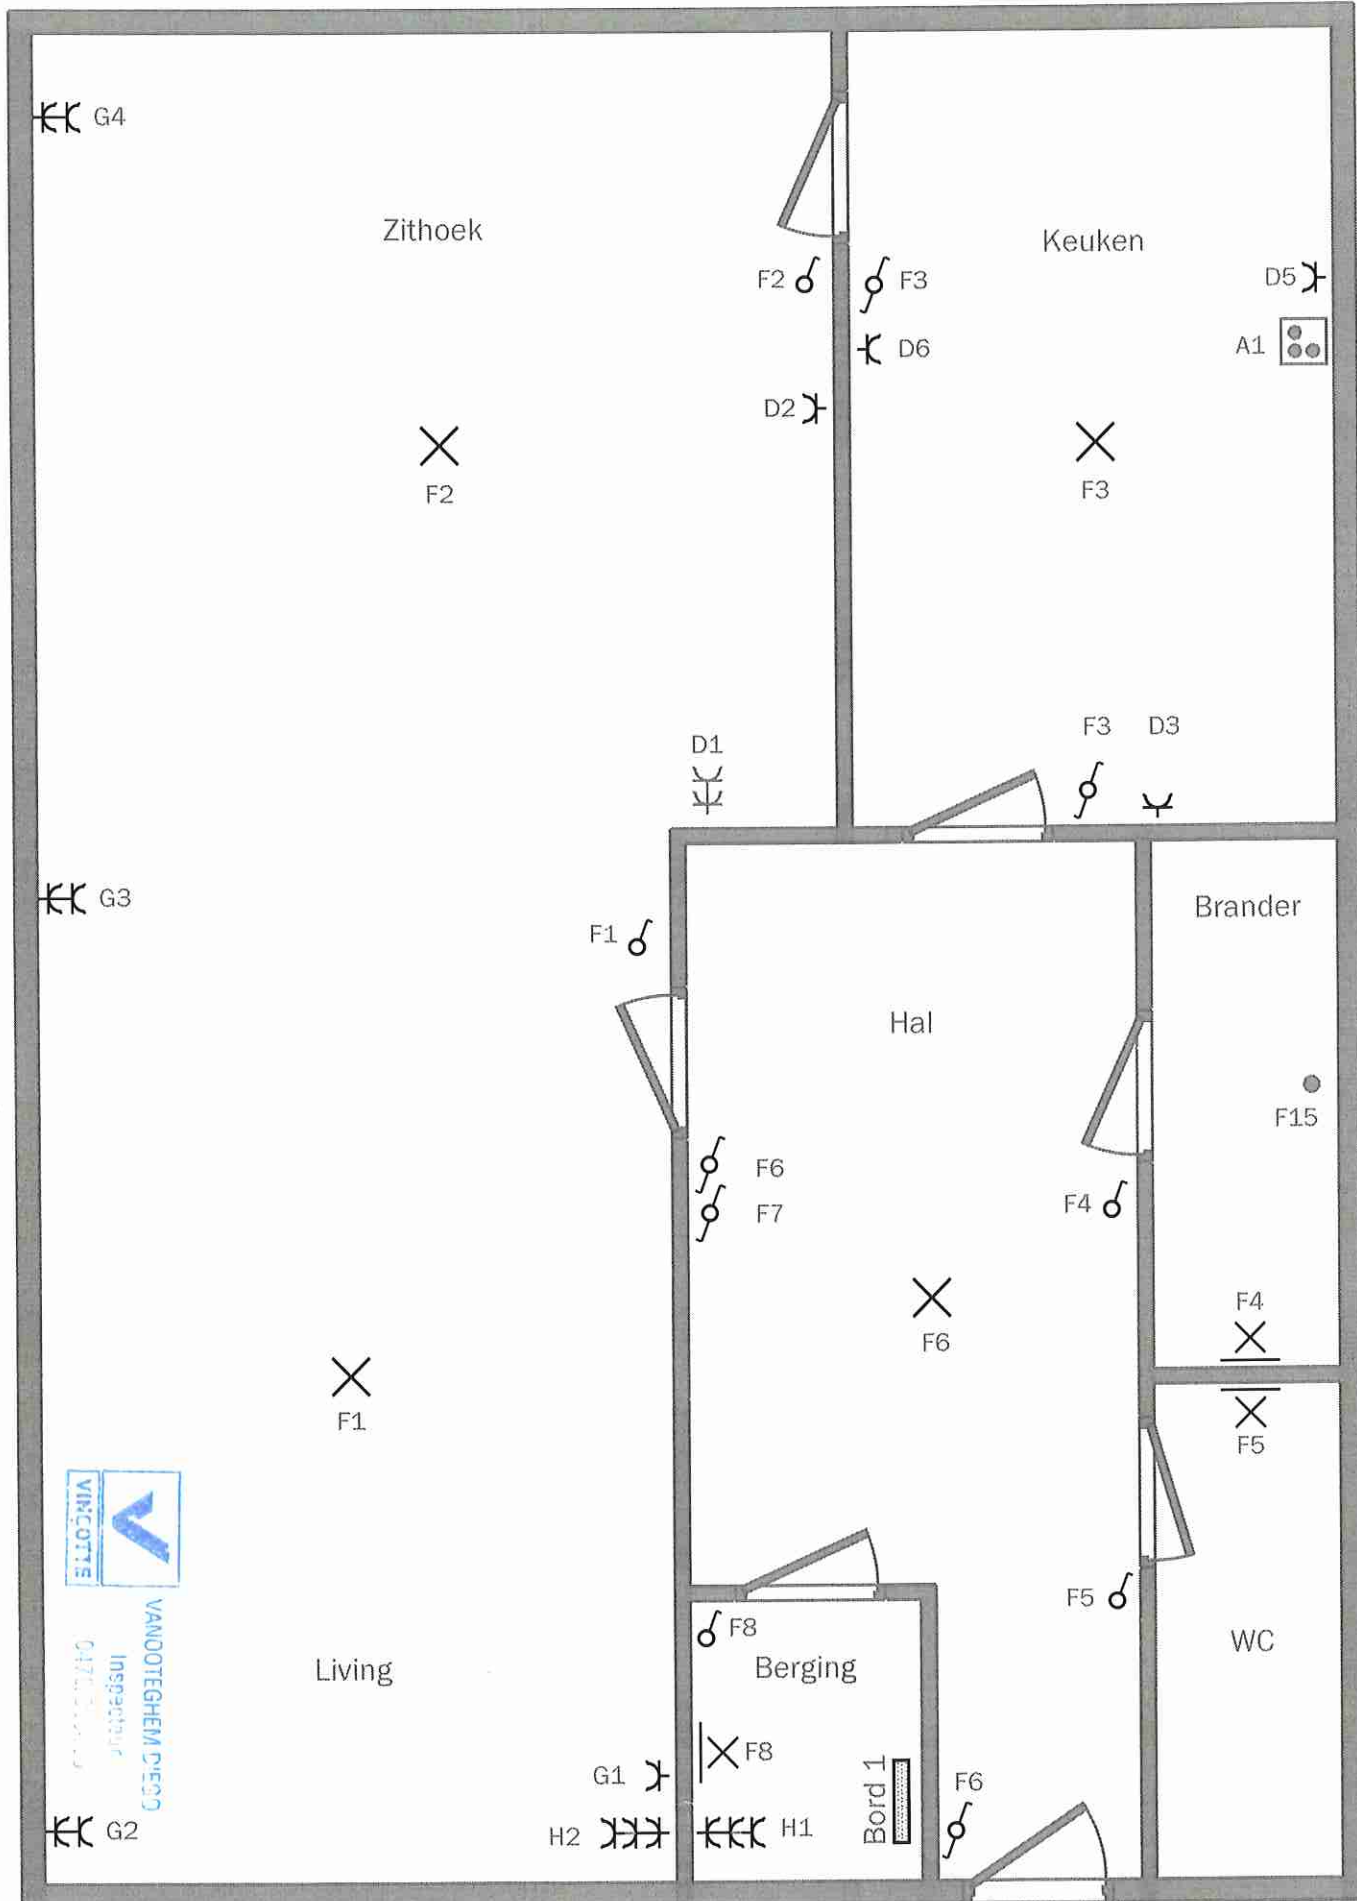 G4
Zithoek
Keuken
F2
F3
D5
D6
A1
D2
F2
F3
F3 D3
D1
G3
Brander
F1
Hal
F15
F6
F4
F7
F4
F6
F1
F5
VINÇOTTE
F5
VANOOTEGHEM DIEGO
Inspecteur
F8
WC
Living
Berging
F8
G1
Bord 1
F6
G2
H2
H1